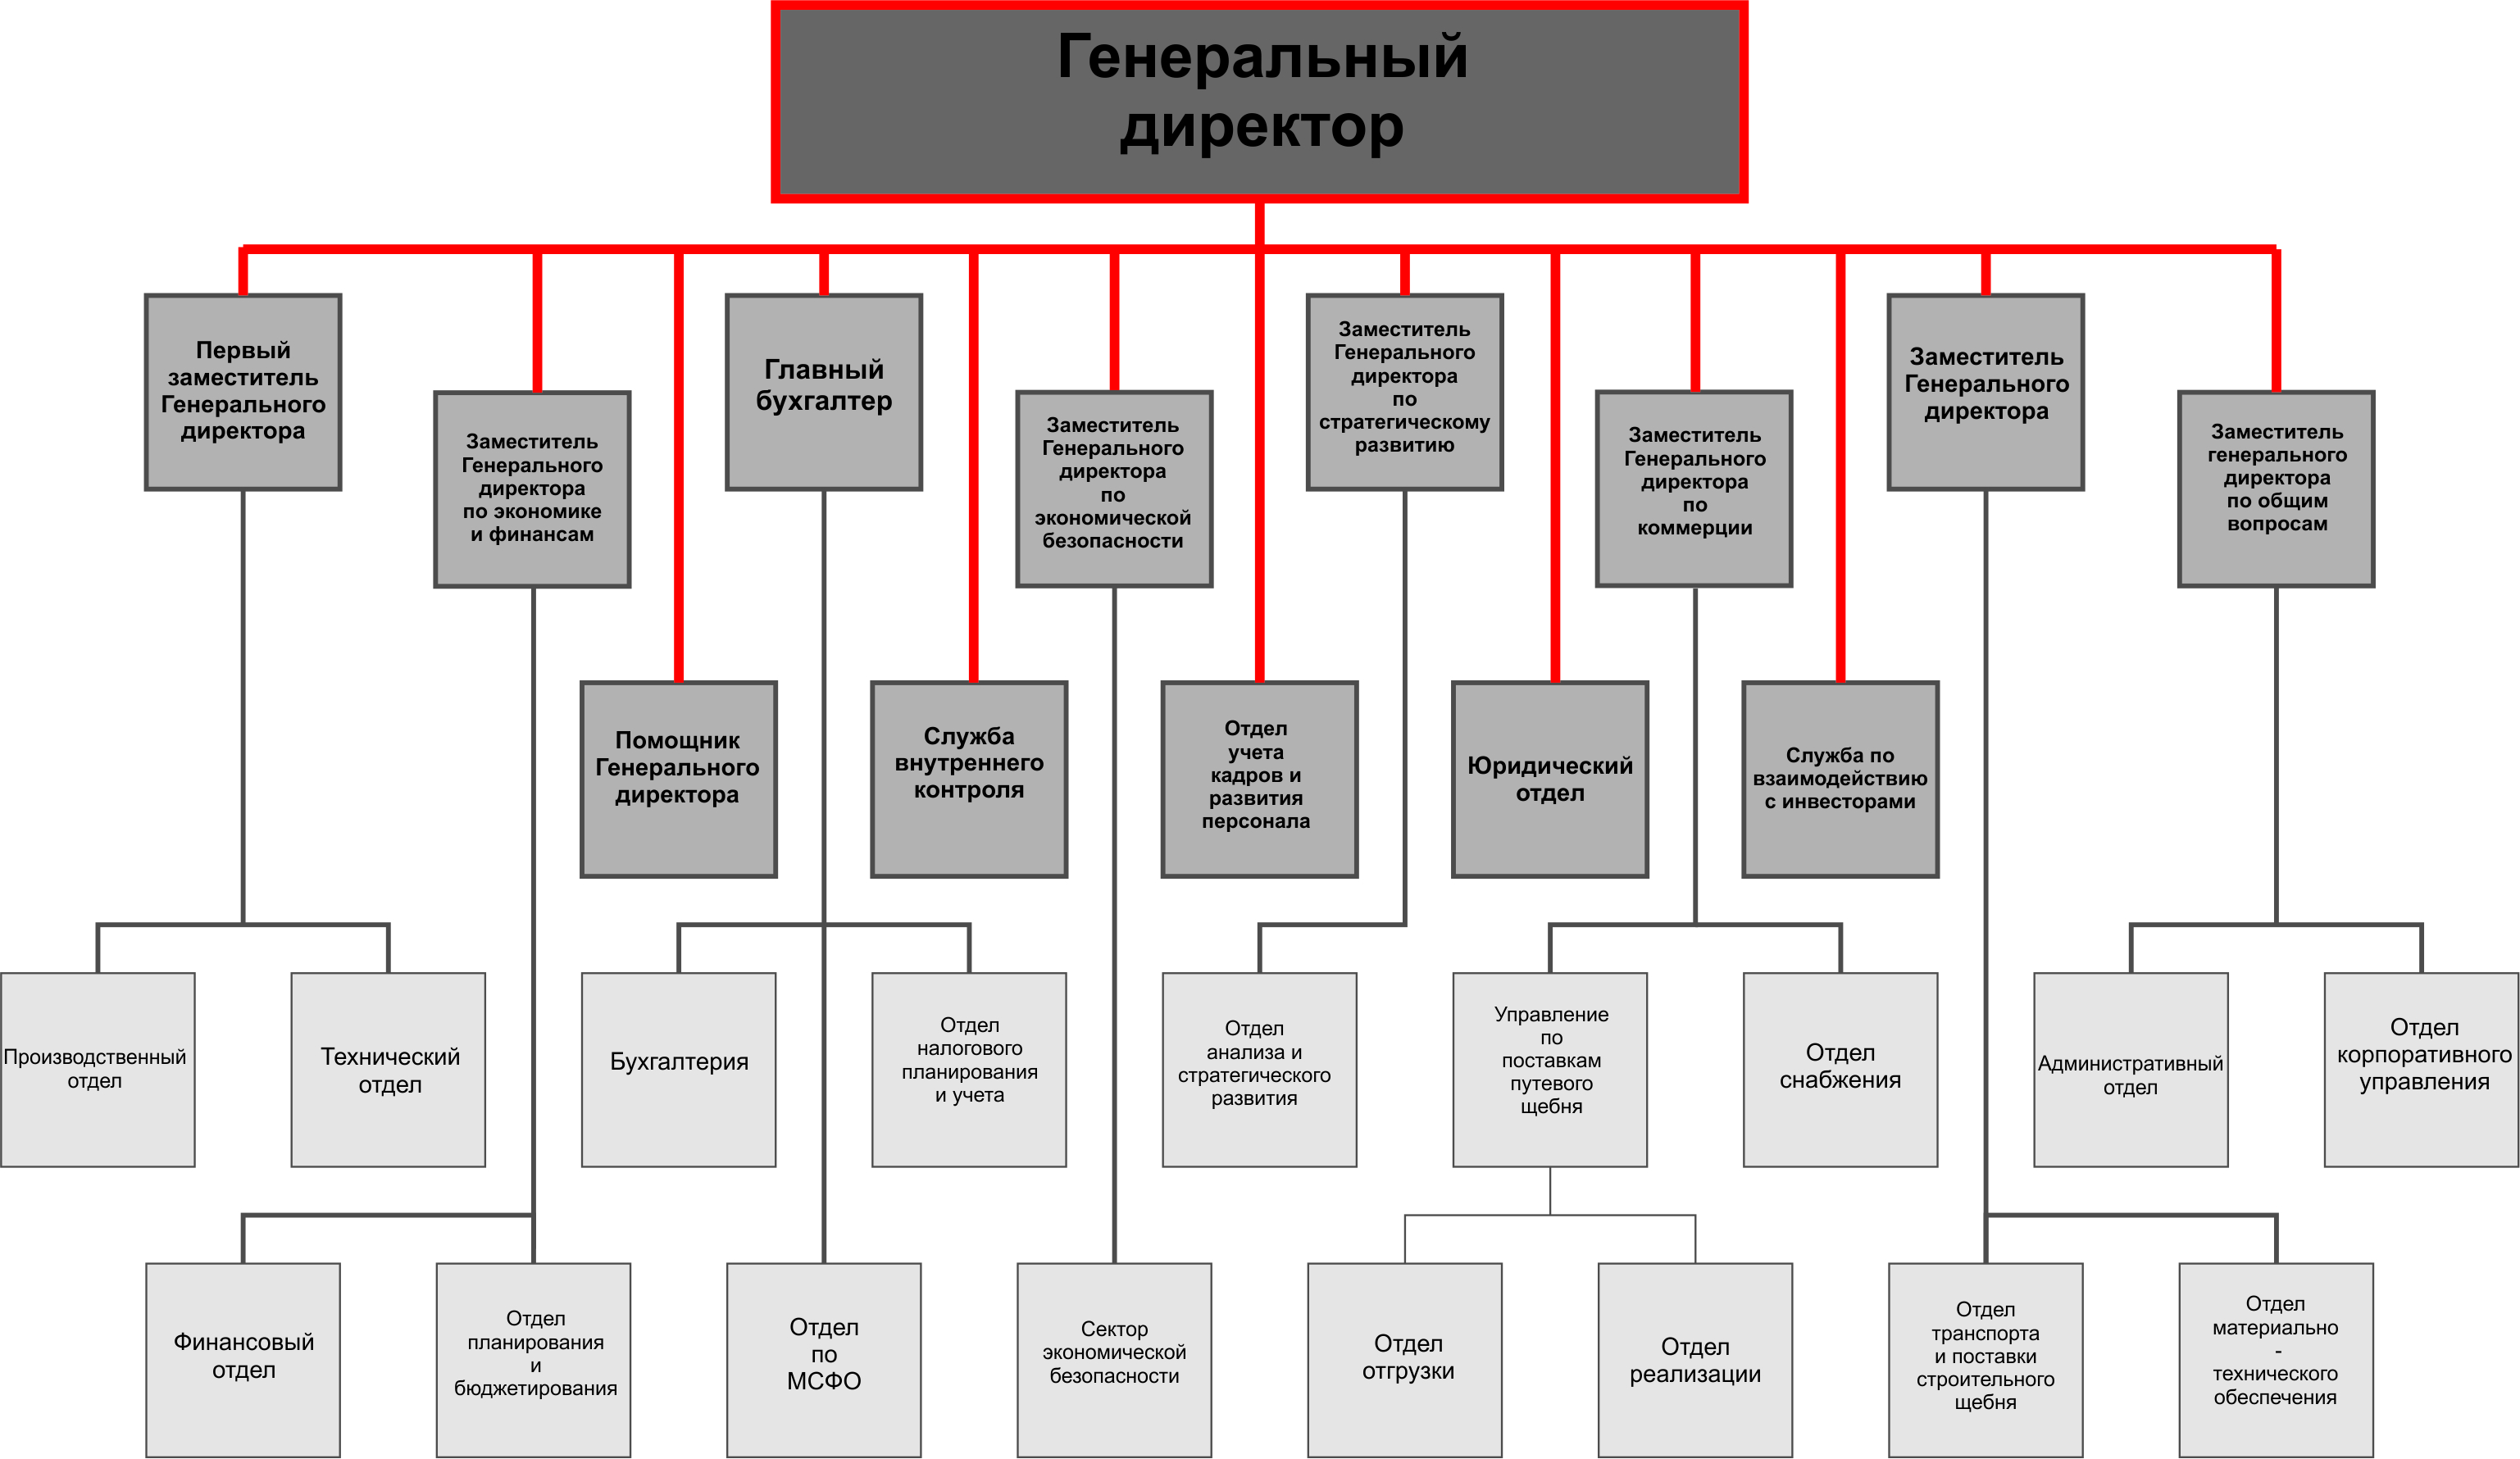 Генеральный
директор
Первый
заместитель
Генерального
директора
Заместитель
Генерального
директора
по экономике
и финансам
Главный
бухгалтер
Заместитель
Генерального
директора
по
экономической
безопасности
Заместитель
Генерального
директора
по
стратегическому
развитию
Заместитель
Генерального
директора
по
коммерции
Заместитель
Генерального
директора
Заместитель
генерального
директора
по общим
вопросам
Помощник
Генерального
директора
Служба
внутреннего
контроля
Отдел
учета
кадров и
развития
персонала
Юридический
отдел
Служба по
взаимодействию
с инвесторами
Производственный
отдел
Технический
отдел
Бухгалтерия
Отдел
налогового
планирования
и учета
Отдел
анализа и
стратегического
развития
Управление
по
поставкам
путевого
щебня
Отдел
снабжения
Административный
отдел
Отдел
корпоративного
управления
Финансовый
отдел
Отдел
планирования
и
бюджетирования
Отдел
по
МСФО
Сектор
экономической
безопасности
Отдел
отгрузки
Отдел
реализации
Отдел
транспорта
и поставки
строительного
щебня
Отдел
материально
-
технического
обеспечения